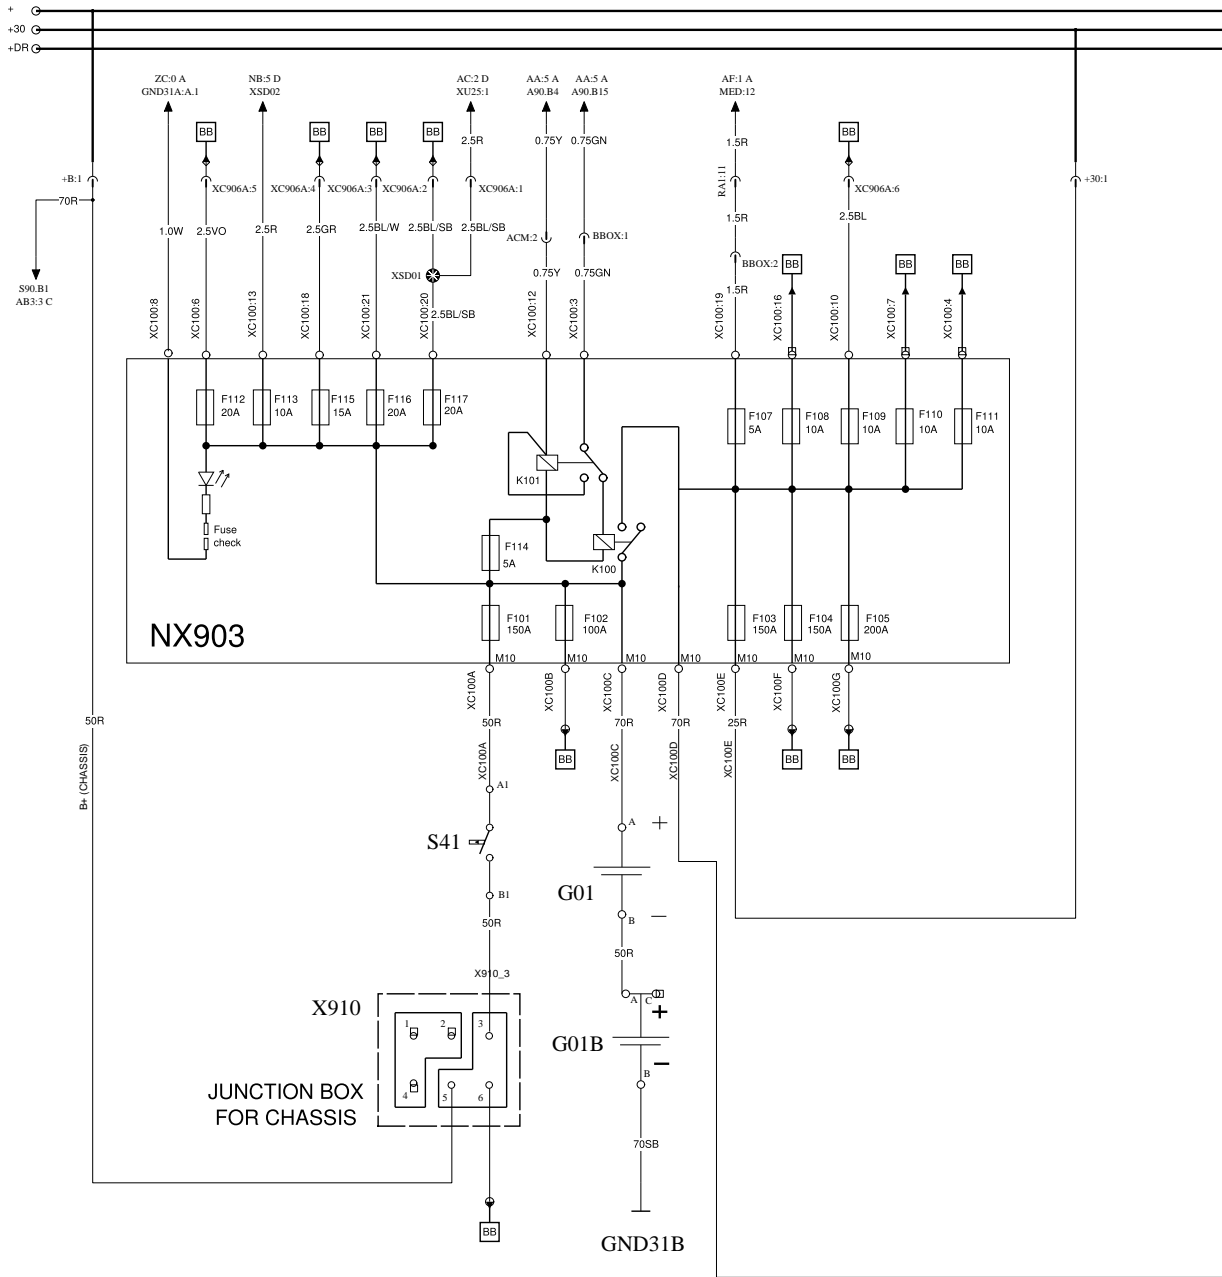 +
+30
+DR
ZC:0 A
GND31A:A.1
NB:5 D
XSD02
AC:2 D
XU25:1
AA:5 A
A90.B4
AA:5 A
A90.B15
AF:1 A
MED:12
BB
BB
BB
BB
BB
2.5R
0.75Y
0.75GN
1.5R
+B:1
XC906A:5
XC906A:4
XC906A:3
XC906A:2
XC906A:1
RA1:11
XC906A:6
+30:1
70R
1.0W
2.5VO
2.5R
2.5GR
2.5BL/W
2.5BL/SB
2.5BL/SB
ACM:2
BBOX:1
1.5R
2.5BL
S90.B1
AB3:3 C
XSD01
0.75Y
0.75GN
BBOX:2
BB
BB
BB
1.5R
2.5BL/SB
XC100:8
XC100:6
XC100:13
XC100:18
XC100:21
XC100:20
XC100:12
XC100:3
XC100:19
XC100:16
XC100:10
XC100:7
XC100:4
F112
20A
F113
10A
F115
15A
F116
20A
F117
20A
F107
5A
F108
10A
F109
10A
F110
10A
F111
10A
K101
Fuse
check
F114
5A
K100
NX903
F101
150A
F102
100A
F103
150A
F104
150A
F105
200A
M10
M10
M10
M10
M10
M10
M10
XC100A
XC100B
XC100C
XC100D
XC100E
XC100F
XC100G
50R
50R
70R
70R
25R
B+ (CHASSIS)
XC100A
BB
XC100C
XC100D
XC100E
BB
BB
A1
S41
A
+
G01
B1
B
−
50R
50R
X910_3
X910
A
C
+
1
2
3
G01B
−
B
JUNCTION BOX
FOR CHASSIS
4
5
6
70SB
BB
GND31B